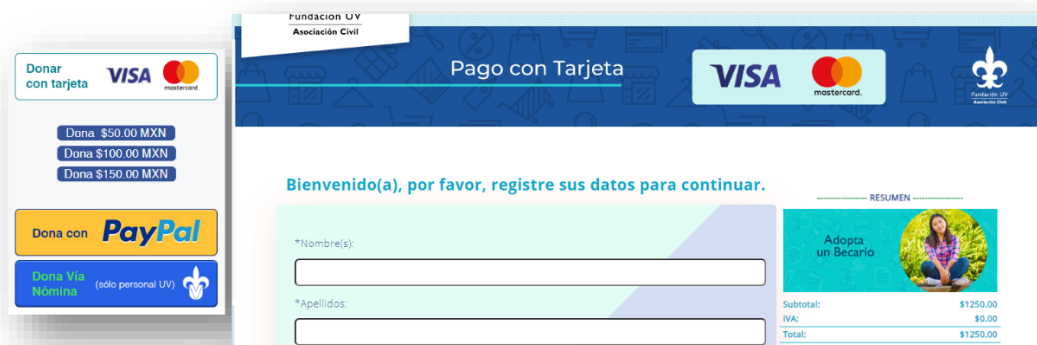 Donar
con tarjeta
VISA
mastercard.
Dona $50.00 MXN
Dona $100.00 MXN
Dona $150.00 MXN
Dona con PayPal
Dona Vía
Nómina
(sólo personal UV)
Fundación UV
Asociación Civil
Pago con Tarjeta
VISA
mastercard.
Fundación UV
Asociación Civil
Bienvenido(a), por favor, registre sus datos para continuar.
*Nombre(s):
*Apellidos:
RESUMEN
Adopta
un Becario
Subtotal: $1250.00
IVA: $0.00
Total: $1250.00